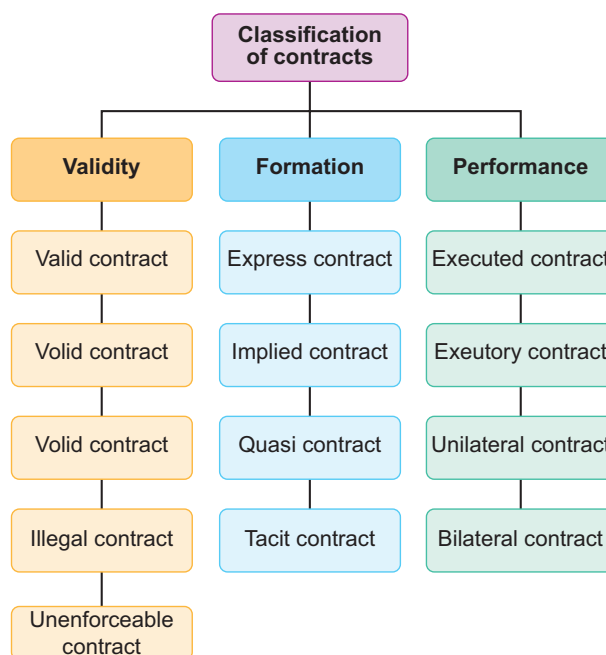 Classification
of contracts
Validity
Formation
Performance
Valid contract
Express contract
Executed contract
Volid contract
Implied contract
Exeutory contract
Volid contract
Quasi contract
Unilateral contract
Illegal contract
Tacit contract
Bilateral contract
Unenforceable
contract